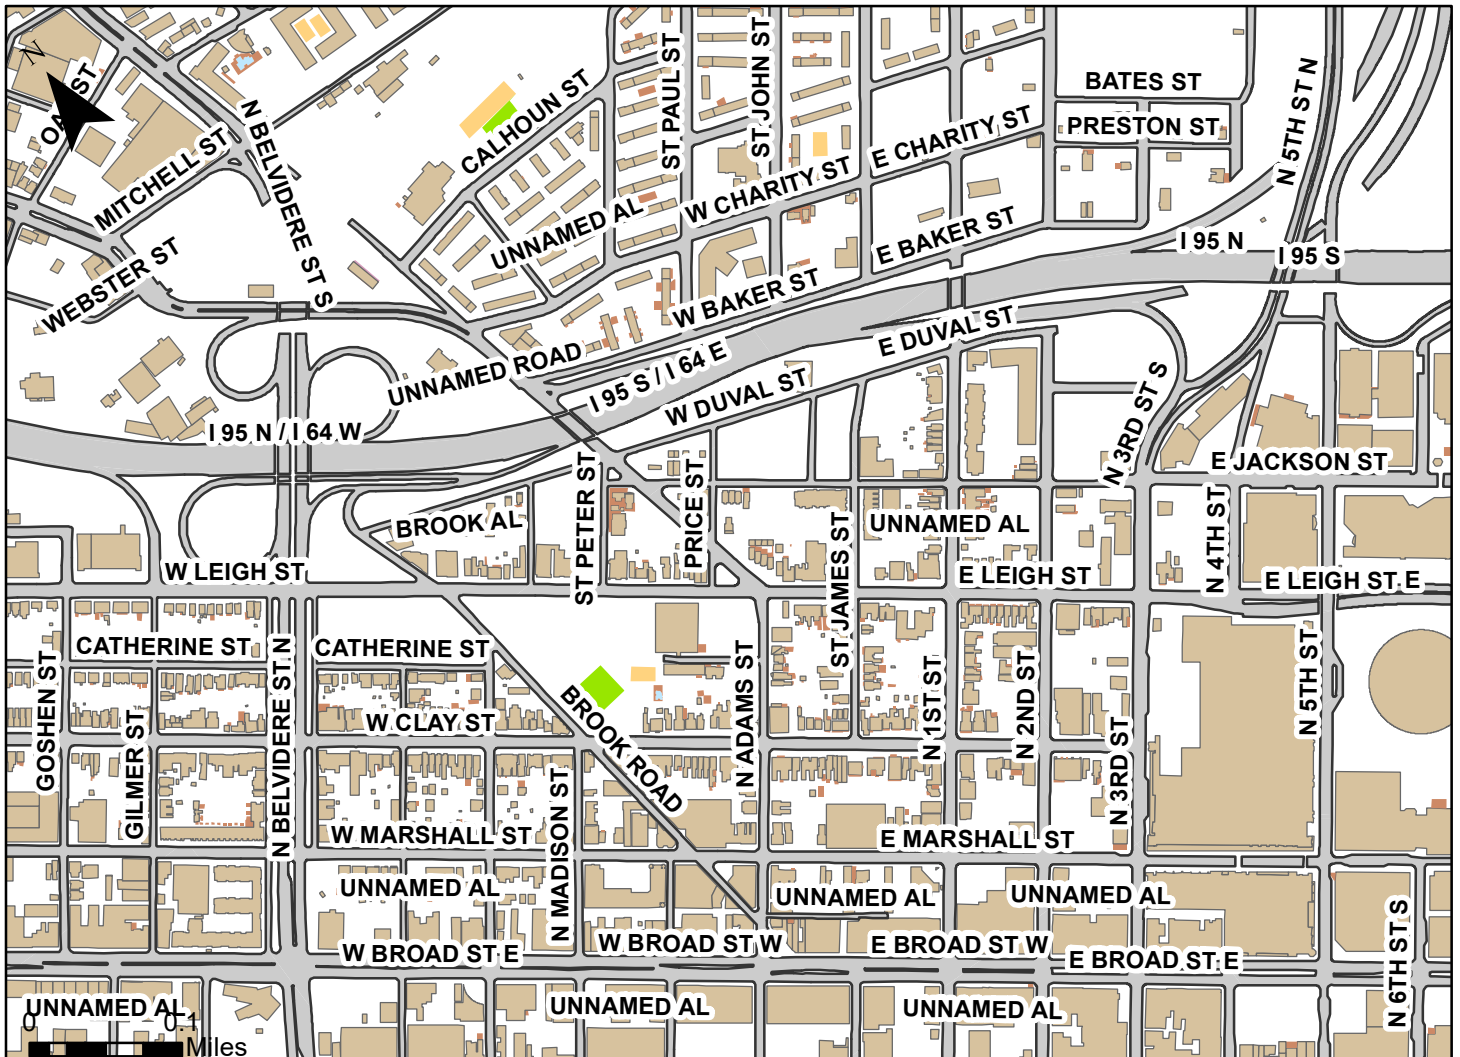 N
OAK ST
MITCHELL ST
N BELVIDERE ST S
WEBSTER ST
CALHOUN ST
UNNAMED AL
ST PAUL ST
ST JOHN ST
W CHARITY ST
E CHARITY ST
BATES ST
PRESTON ST
N 5TH ST N
E BAKER ST
W BAKER ST
I 95 N
I 95 S
UNNAMED ROAD
I 95 S / I 64 E
E DUVAL ST
W DUVAL ST
I 95 N / I 64 W
N 3RD ST S
E JACKSON ST
BROOK AL
ST PETER ST
PRICE ST
UNNAMED AL
ST JAMES ST
N 4TH ST
W LEIGH ST
E LEIGH ST
E LEIGH ST E
CATHERINE ST
CATHERINE ST
GOSHEN ST
GILMER ST
N BELVIDERE ST N
W CLAY ST
BROOK ROAD
N ADAMS ST
N 1ST ST
N 2ND ST
N 3RD ST
N 5TH ST
N MADISON ST
W MARSHALL ST
E MARSHALL ST
UNNAMED AL
UNNAMED AL
UNNAMED AL
W BROAD ST E
W BROAD ST W
E BROAD ST W
E BROAD ST E
N 6TH ST S
UNNAMED AL
UNNAMED AL
UNNAMED AL
0 0.1
Miles